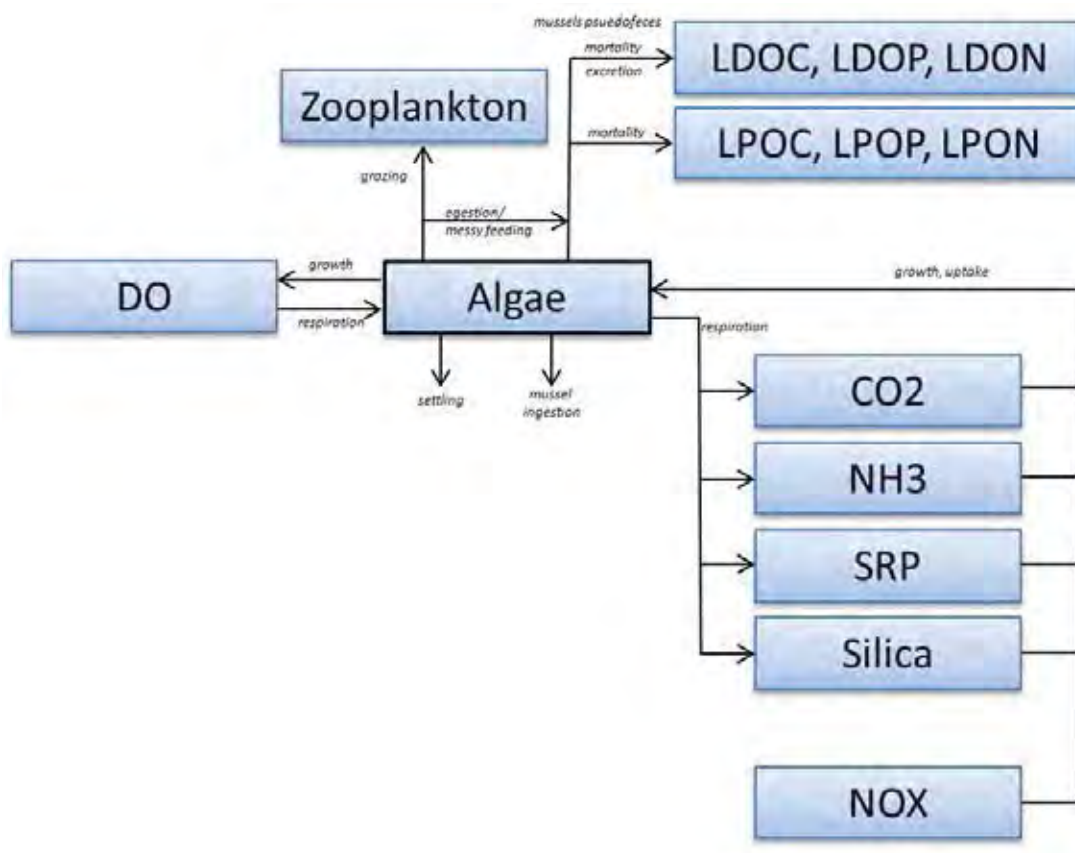 mussels psuedofeces
mortality
excretion
LDOC, LDOP, LDON
Zooplankton
mortality
LPOC, LPOP, LPON
grazing
egestion/
messy feeding
growth
DO
respiration
Algae
growth, uptake
respiration
settling
mussel
ingestion
CO2
NH3
SRP
Silica
NOX